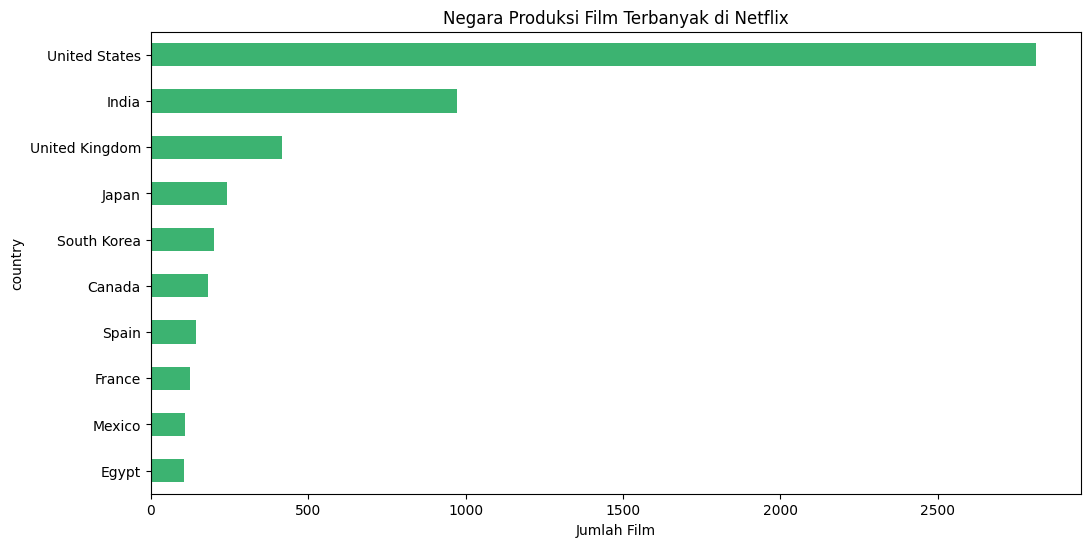 Negara Produksi Film Terbanyak di Netflix
country
United States
India
United Kingdom
Japan
South Korea
Canada
Spain
France
Mexico
Egypt
0 500 1000 1500 2000 2500
Jumlah Film